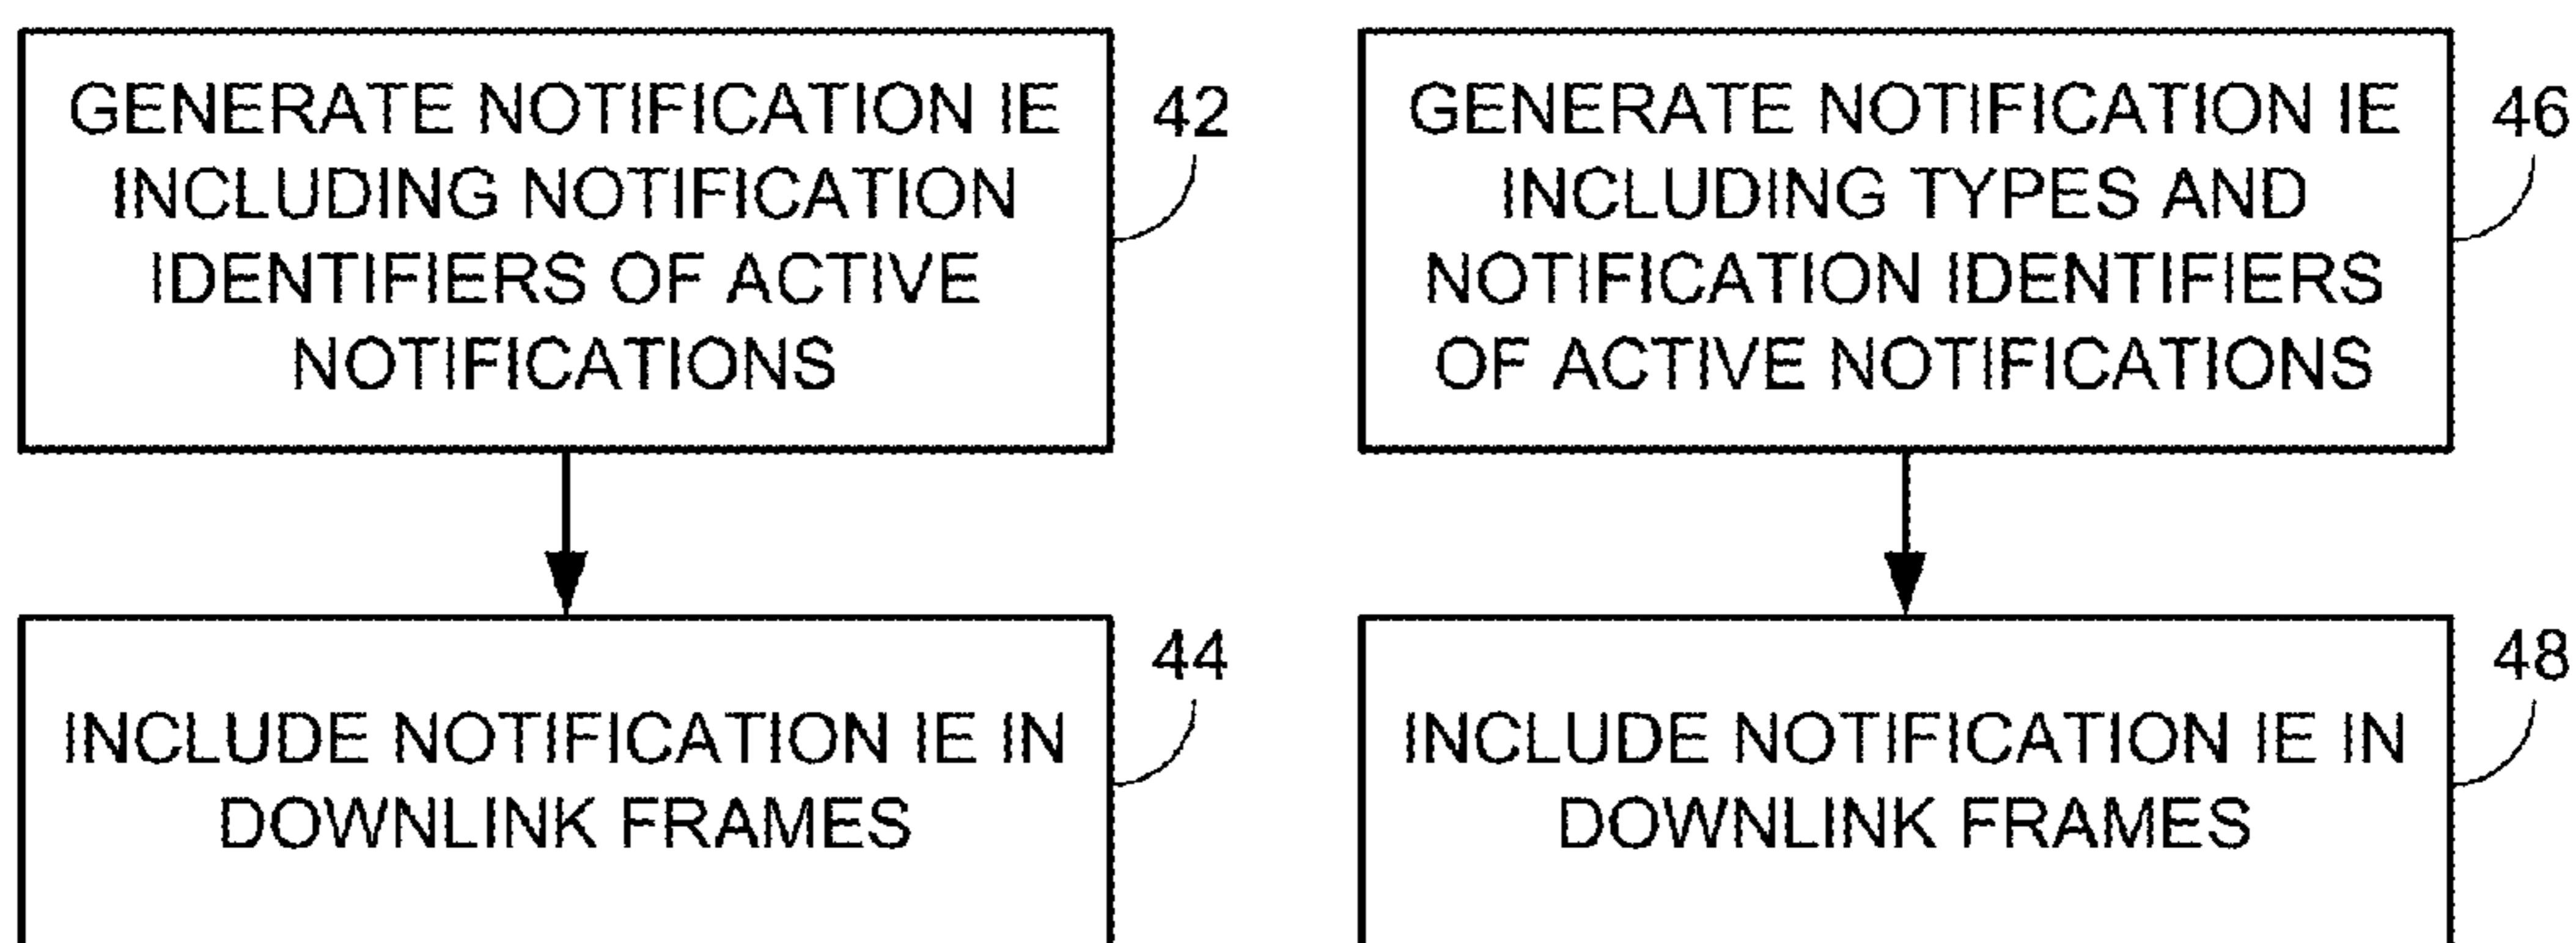 GENERATE NOTIFICATION IE
INCLUDING NOTIFICATION
IDENTIFIERS OF ACTIVE
NOTIFICATIONS
42
INCLUDE NOTIFICATION IE IN
DOWNLINK FRAMES
44
GENERATE NOTIFICATION IE
INCLUDING TYPES AND
NOTIFICATION IDENTIFIERS
OF ACTIVE NOTIFICATIONS
46
INCLUDE NOTIFICATION IE IN
DOWNLINK FRAMES
48